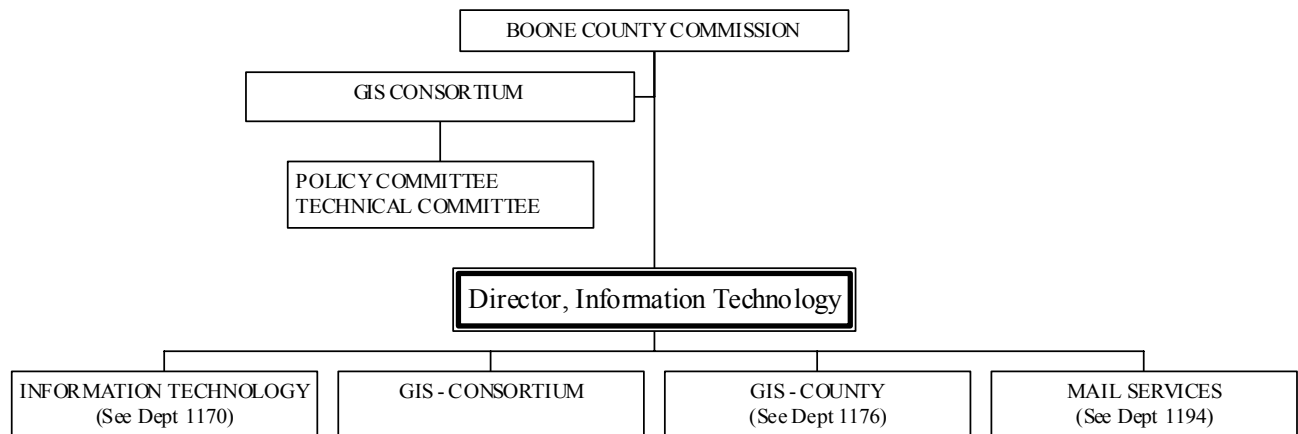 BOONE COUNTY COMMISSION
GIS CONSORTIUM
POLICY COMMITTEE
TECHNICAL COMMITTEE
Director, Information Technology
INFORMATION TECHNOLOGY
(See Dept 1170)
GIS - CONSORTIUM
GIS - COUNTY
(See Dept 1176)
MAIL SERVICES
(See Dept 1194)